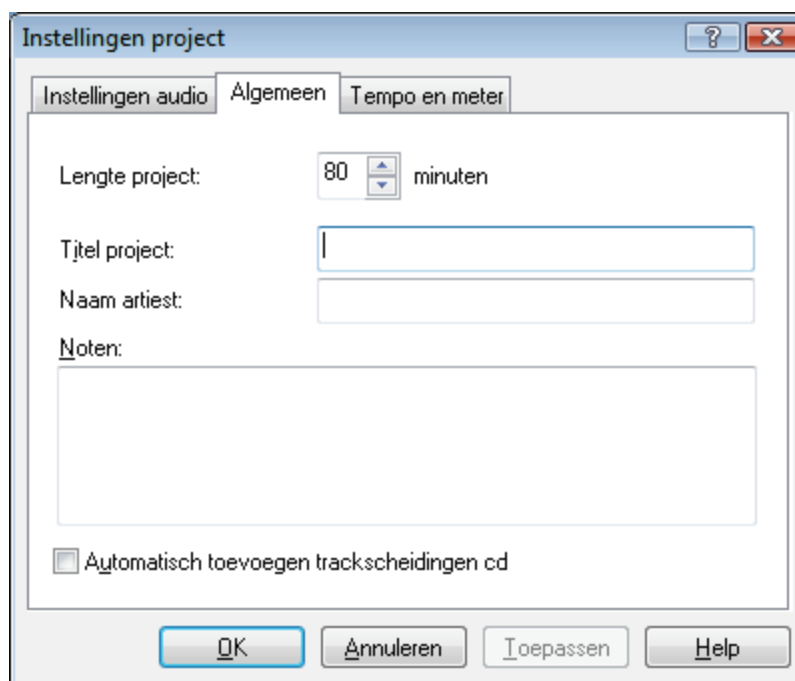 Instellingen project
Instellingen audio Algemeen Tempo en meter
Lengte project: 80 minuten
Titel project:
Naam artiest:
Noten:
Automatisch toevoegen trackscheidingen cd
OK Annuleren Toepassen Help